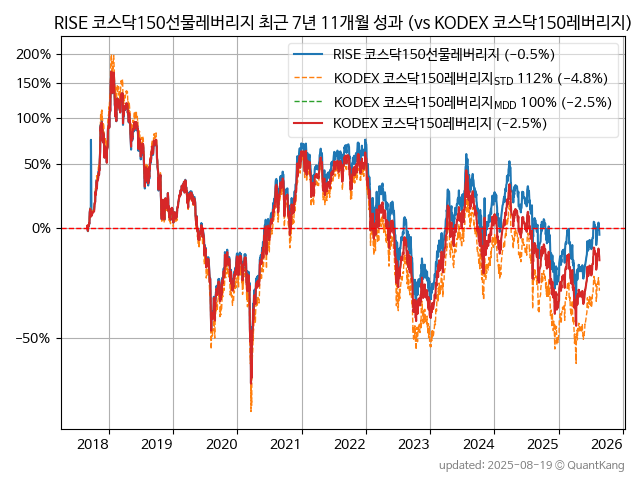 RISE 코스닥150선물레버리지 최근 7년 11개월 성과 (vs KODEX 코스닥150레버리지)
RISE 코스닥150선물레버리지 (−0.5%)
KODEX 코스닥150레버리지STD 112% (−4.8%)
KODEX 코스닥150레버리지MDD 100% (−2.5%)
KODEX 코스닥150레버리지 (−2.5%)
200%
150%
100%
50%
0%
−50%
2018 2019 2020 2021 2022 2023 2024 2025 2026
updated: 2025-08-19 © QuantKang